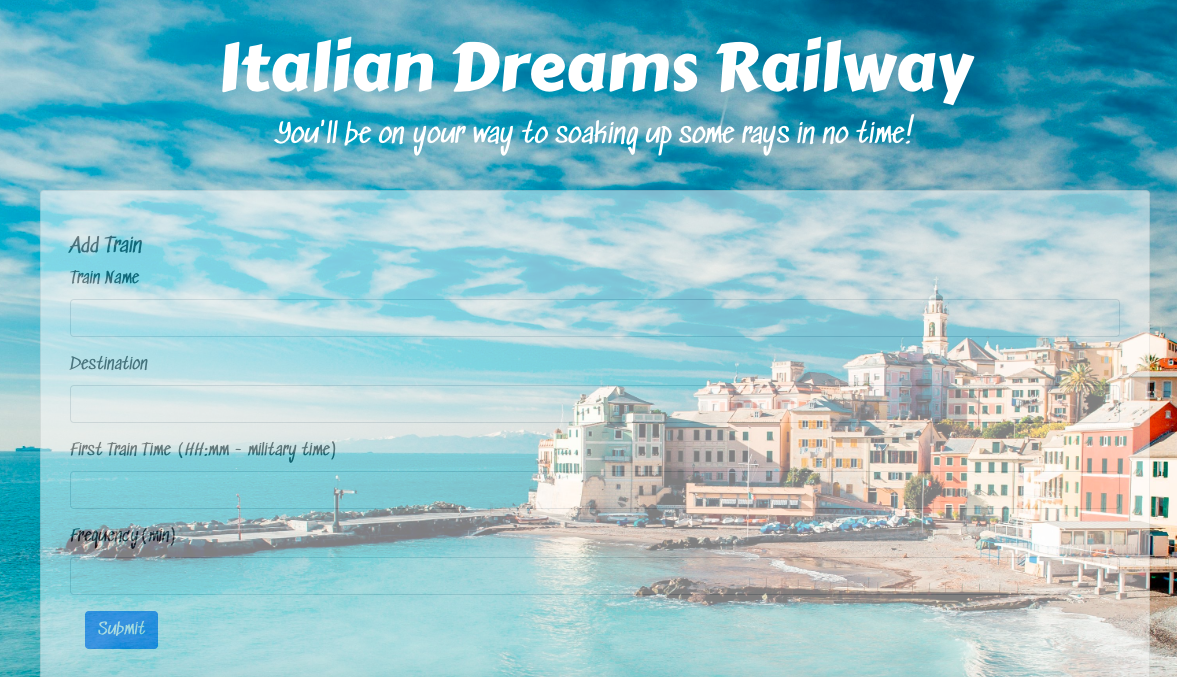 Italian Dreams Railway
You'll be on your way to soaking up some rays in no time!
Add Train
Train Name
Destination
First Train Time (HH:mm - military time)
Frequency (min)
Submit